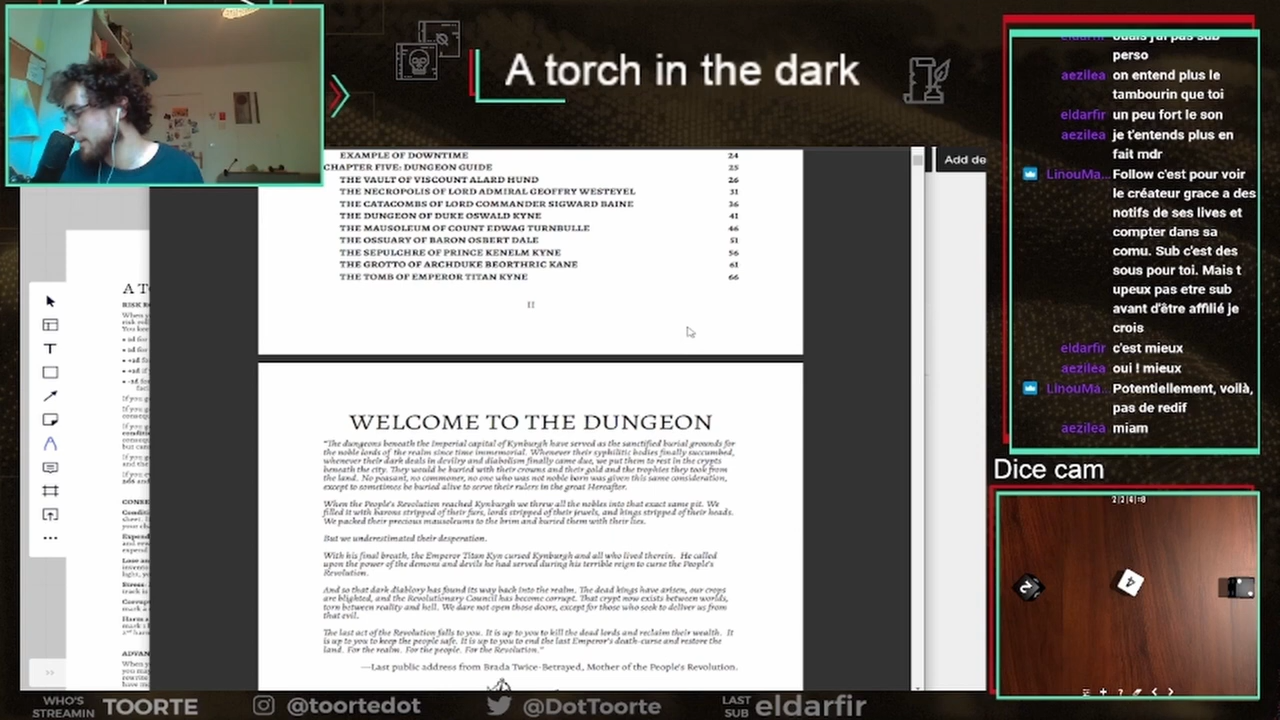 A torch in the dark
Add de
EXAMPLE OF DOWNTIME 24
CHAPTER FIVE: DUNGEON GUIDE 25
THE VAULT OF VISCOUNT ALARD HUND 26
THE NECROPOLIS OF LORD ADMIRAL GEOFFRY WESTEYEL 31
THE CATACOMBS OF LORD COMMANDER SIGWARD BAINE 36
THE DUNGEON OF DUKE OSWALD KYNE 41
THE MAUSOLEUM OF COUNT EDWAG TURNBULLE 46
THE OSSUARY OF BARON OSBERT DALE 51
THE SEPULCHRE OF PRINCE KENELM KYNE 56
THE GROTTO OF ARCHDUKE BEORTHRIC KANE 61
THE TOMB OF EMPEROR TITAN KYNE 66
II
WELCOME TO THE DUNGEON
"The dungeons beneath the Imperial capital of Kynburgh have served as the sanctified burial grounds for
the noble lords of the realm since time immemorial. Whenever their syphilitic bodies finally succumbed,
whenever their dark deals in devilry and diabolism finally came due, we put them to rest in the crypts
beneath the city. They would be buried with their crowns and their gold and the trophies they took from
the land. No peasant, no commoner, no one who was not noble born was given this same consideration,
except to sometimes be buried alive to serve their rulers in the great Hereafter.
When the People's Revolution reached Kynburgh we threw all the nobles into that exact same pit. We
filled it with barons stripped of their furs, lords stripped of their jewels, and kings stripped of their heads.
We packed their precious mausoleums to the brim and buried them with their lies.
But we underestimated their desperation.
With his final breath, the Emperor Titan Kyn cursed Kynburgh and all who lived therein. He called
upon the power of the demons and devils he had served during his terrible reign to curse the People's
Revolution.
And so that dark diablory has found its way back into the realm. The dead kings have arisen, our crops
are blighted, and the Revolutionary Council has become corrupt. That crypt now exists between worlds,
torn between reality and hell. We dare not open those doors, except for those who seek to deliver us from
that evil.
The last act of the Revolution falls to you. It is up to you to kill the dead lords and reclaim their wealth. It
is up to you to keep the people safe. It is up to you to end the last Emperor's death-curse and restore the
land. For the realm. For the people. For the Revolution."
—Last public address from Brada Twice-Betrayed, Mother of the People's Revolution.
eldarfir ouais j'ai pas sub
perso
aezilea on entend plus le
tambourin que toi
eldarfir un peu fort le son
aezilea je t'entends plus en
fait mdr
LinouMa... Follow c'est pour voir
le créateur grace a des
notifs de ses lives et
compter dans sa
comu. Sub c'est des
sous pour toi. Mais t
upeux pas etre sub
avant d'être affilié je
crois
eldarfir c'est mieux
aezilea oui ! mieux
LinouMa... Potentiellement, voilà,
pas de redif
aezilea miam
Dice cam
2|2|4|=8
2
4
WHO'S
STREAMIN TOORTE
@toortedot
@DotToorte
LAST
SUB eldarfir